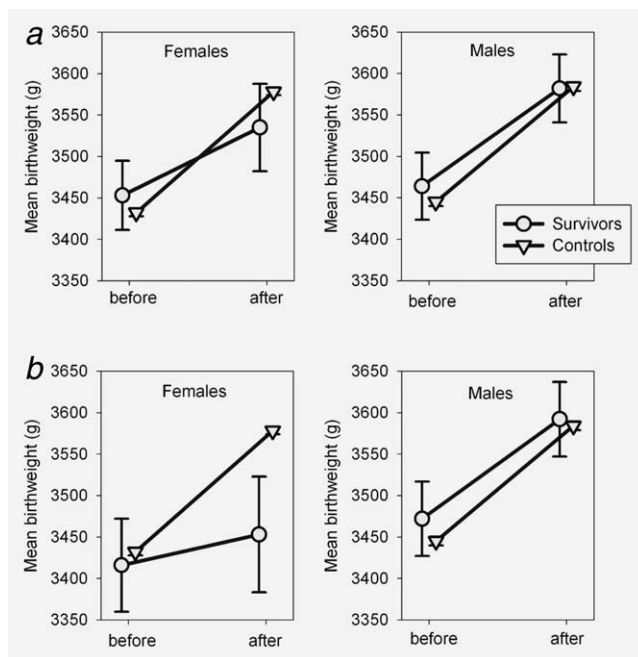 a
Females
Males
Mean birthweight (g)
3650
3600
3550
3500
3450
3400
3350
before after
Mean birthweight (g)
3650
3600
3550
3500
3450
3400
3350
before after
Survivors
Controls
b
Females
Males
Mean birthweight (g)
3650
3600
3550
3500
3450
3400
3350
before after
Mean birthweight (g)
3650
3600
3550
3500
3450
3400
3350
before after